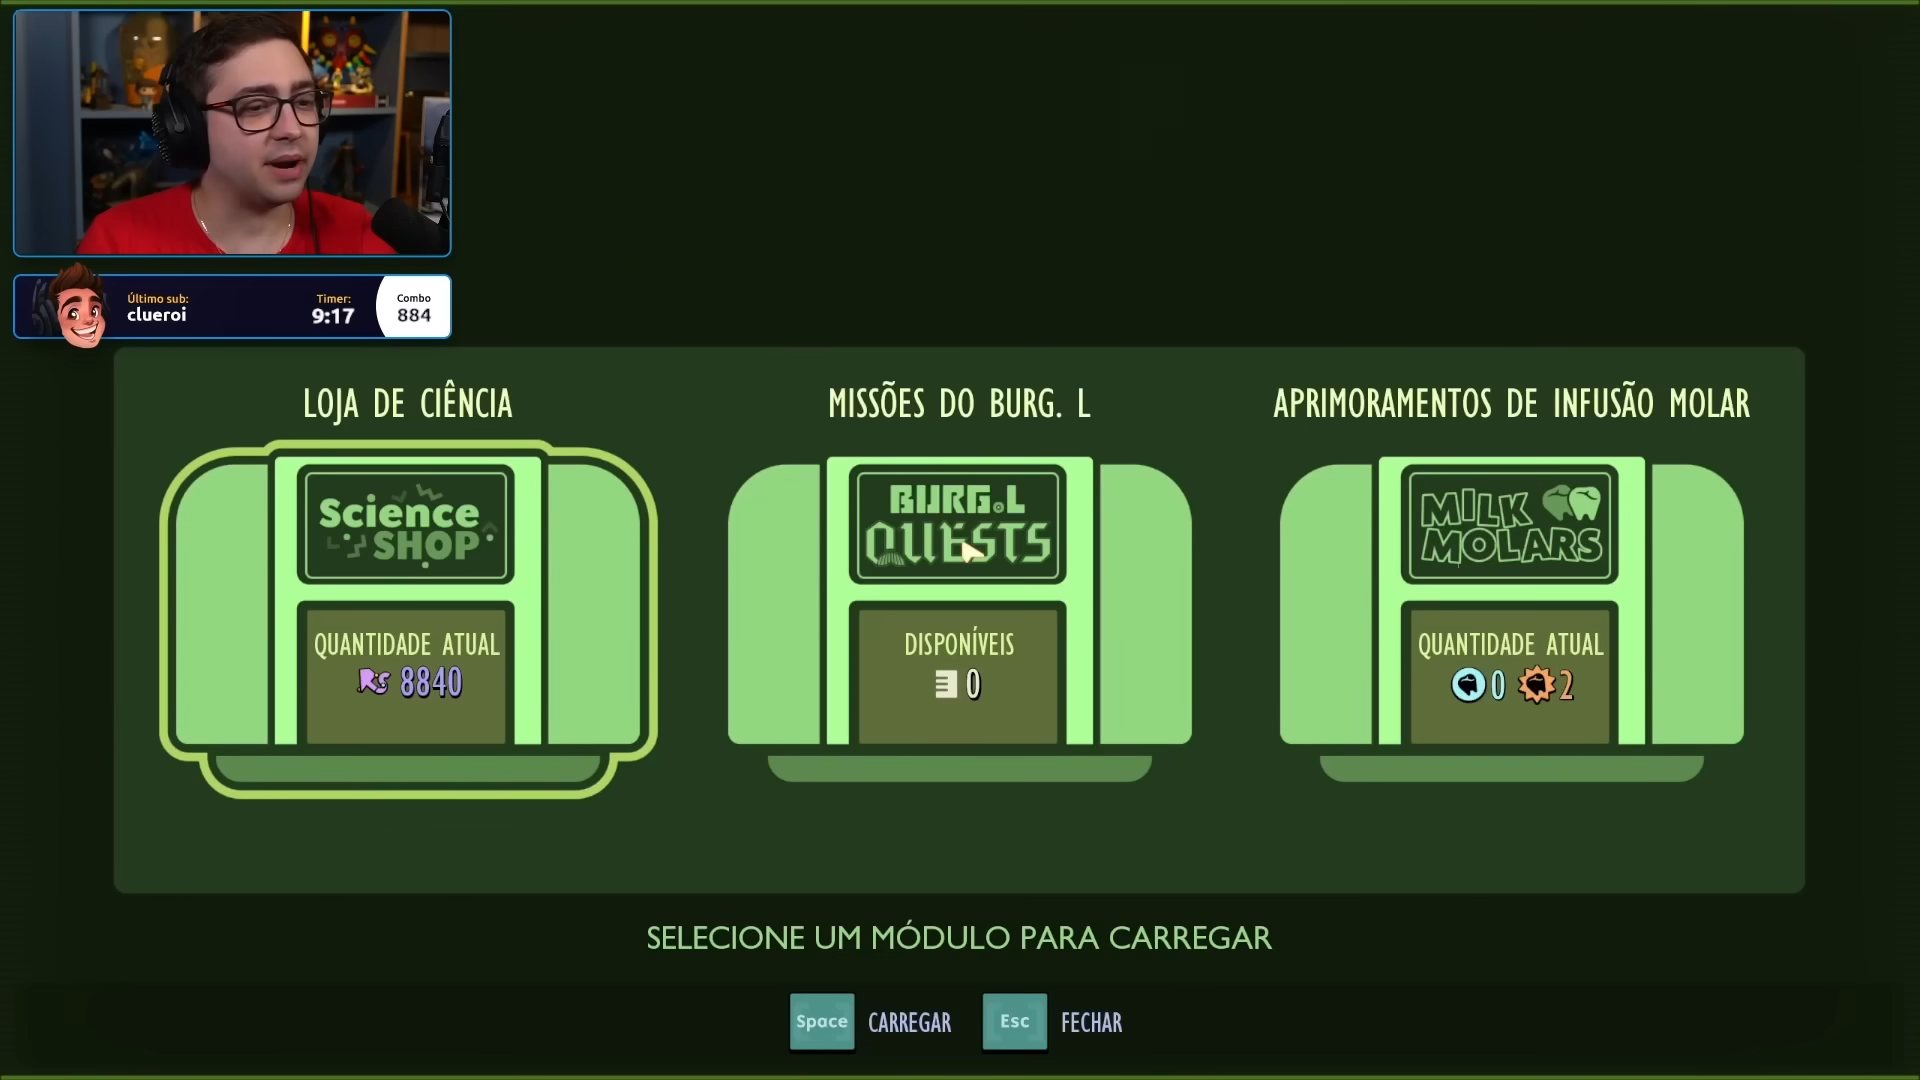 Último sub:
clueroi
Timer:
9:17
Combo
884
LOJA DE CIÊNCIA
MISSÕES DO BURG. L
APRIMORAMENTOS DE INFUSÃO MOLAR
Science
SHOP
BURG.L
QUESTS
MILK
MOLARS
QUANTIDADE ATUAL
RS 8840
DISPONÍVEIS
0
QUANTIDADE ATUAL
0 2
SELECIONE UM MÓDULO PARA CARREGAR
Space CARREGAR Esc FECHAR